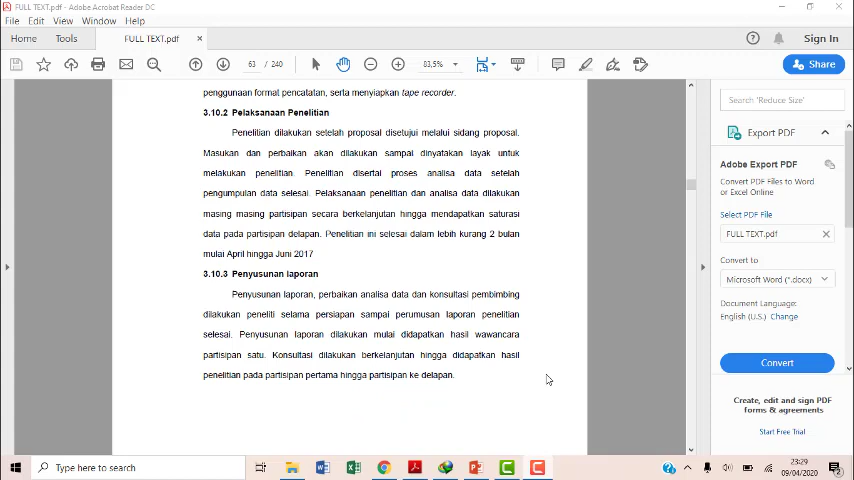 FULL TEXT.pdf - Adobe Acrobat Reader DC
File Edit View Window Help
Home Tools FULL TEXT.pdf ×
Sign In
63 / 240
83,5%
Share
penggunaan format pencatatan, serta menyiapkan tape recorder.
3.10.2 Pelaksanaan Penelitian
Penelitian dilakukan setelah proposal disetujui melalui sidang proposal.
Masukan dan perbaikan akan dilakukan sampai dinyatakan layak untuk
melakukan penelitian. Penelitian disertai proses analisa data setelah
pengumpulan data selesai. Pelaksanaan penelitian dan analisa data dilakukan
masing masing partisipan secara berkelanjutan hingga mendapatkan saturasi
data pada partisipan delapan. Penelitian ini selesai dalam lebih kurang 2 bulan
mulai April hingga Juni 2017
3.10.3 Penyusunan laporan
Penyusunan laporan, perbaikan analisa data dan konsultasi pembimbing
dilakukan peneliti selama persiapan sampai perumusan laporan penelitian
selesai. Penyusunan laporan dilakukan mulai didapatkan hasil wawancara
partisipan satu. Konsultasi dilakukan berkelanjutan hingga didapatkan hasil
penelitian pada partisipan pertama hingga partisipan ke delapan.
Search 'Reduce Size'
Export PDF
Adobe Export PDF
Convert PDF Files to Word
or Excel Online
Select PDF File
FULL TEXT.pdf
Convert to
Microsoft Word (*.docx)
Document Language:
English (U.S.) Change
Convert
Create, edit and sign PDF
forms & agreements
Start Free Trial
Type here to search
23:29
09/04/2020
2